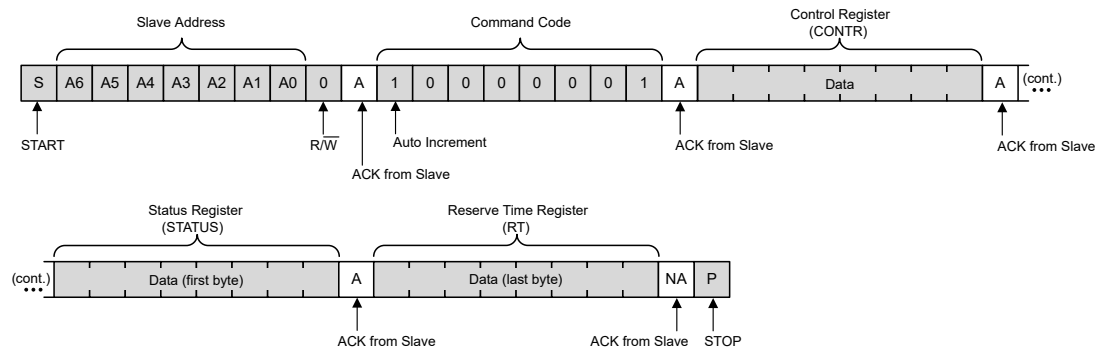 Slave Address
Command Code
Control Register
(CONTR)
S A6 A5 A4 A3 A2 A1 A0 0 A 1 0 0 0 0 0 0 1 A Data A (cont.)
START
R/W̅
Auto Increment
ACK from Slave
ACK from Slave
ACK from Slave
Status Register
(STATUS)
Reserve Time Register
(RT)
(cont.) Data (first byte) A Data (last byte) NA P
ACK from Slave
ACK from Slave
STOP